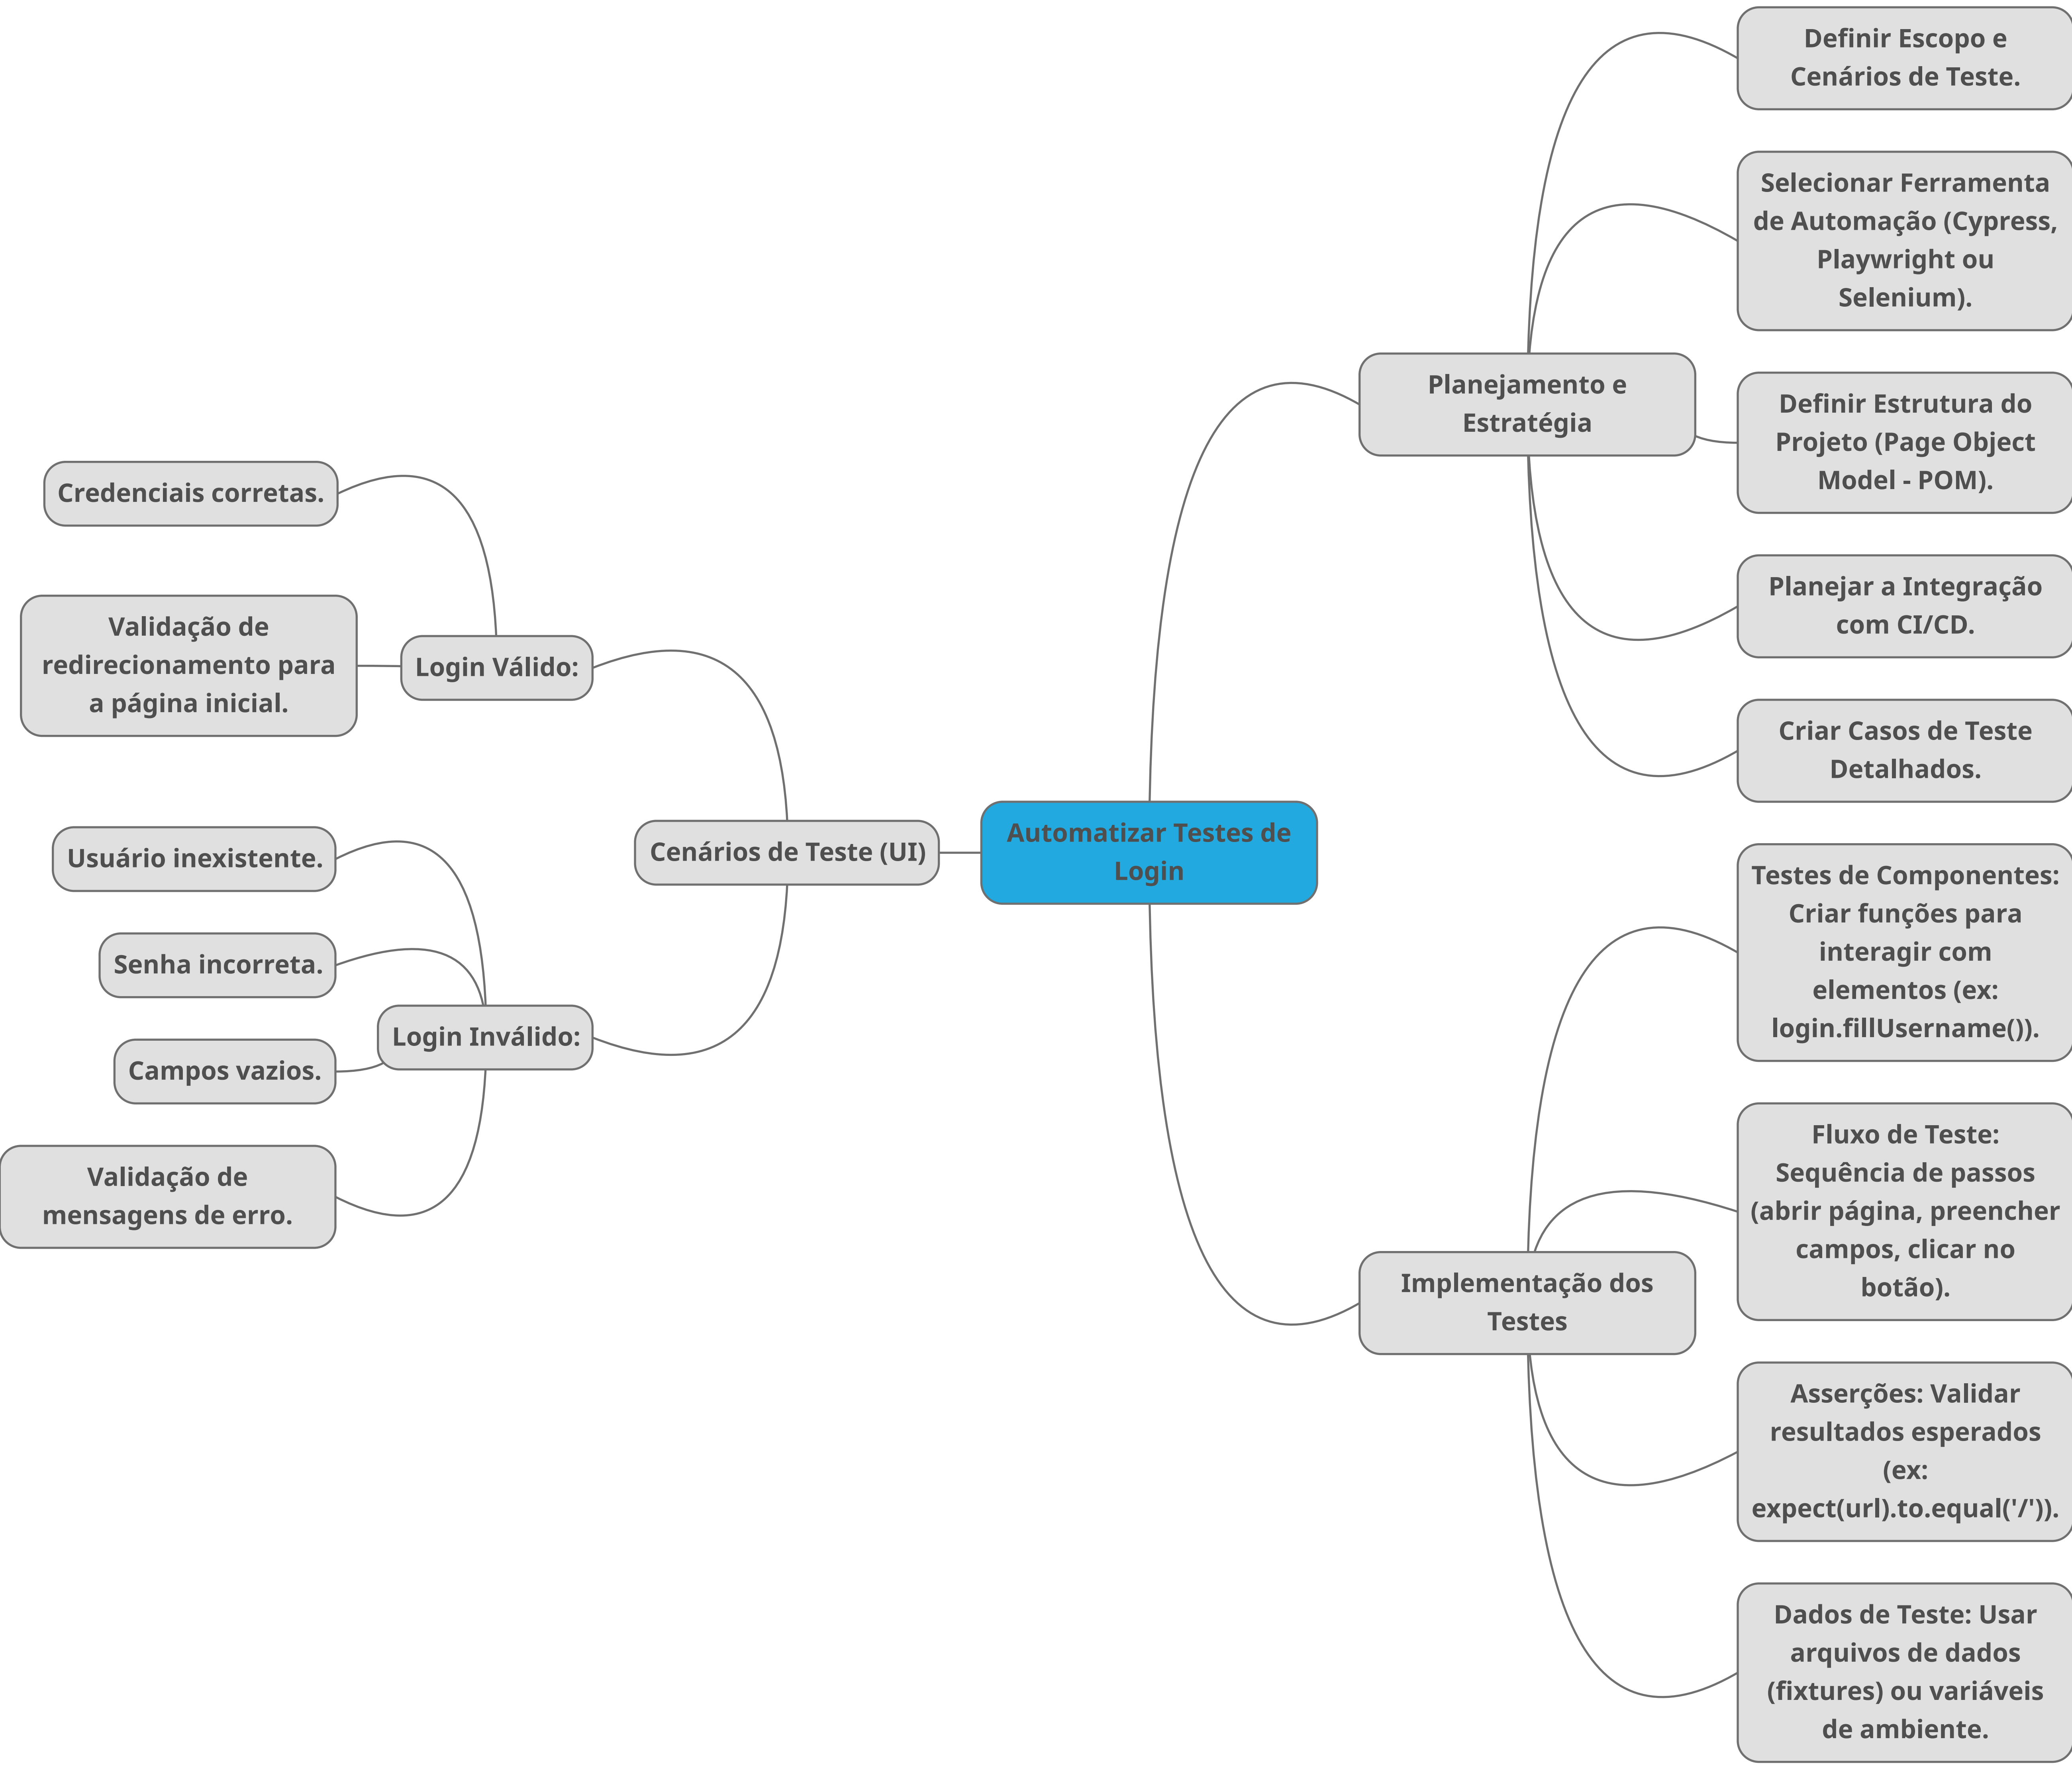 Automatizar Testes de
Login
Planejamento e
Estratégia
Definir Escopo e
Cenários de Teste.
Selecionar Ferramenta
de Automação (Cypress,
Playwright ou
Selenium).
Definir Estrutura do
Projeto (Page Object
Model - POM).
Planejar a Integração
com CI/CD.
Criar Casos de Teste
Detalhados.
Implementação dos
Testes
Testes de Componentes:
Criar funções para
interagir com
elementos (ex:
login.fillUsername()).
Fluxo de Teste:
Sequência de passos
(abrir página, preencher
campos, clicar no
botão).
Asserções: Validar
resultados esperados
(ex:
expect(url).to.equal('/')).
Dados de Teste: Usar
arquivos de dados
(fixtures) ou variáveis
de ambiente.
Cenários de Teste (UI)
Login Válido:
Credenciais corretas.
Validação de
redirecionamento para
a página inicial.
Login Inválido:
Usuário inexistente.
Senha incorreta.
Campos vazios.
Validação de
mensagens de erro.